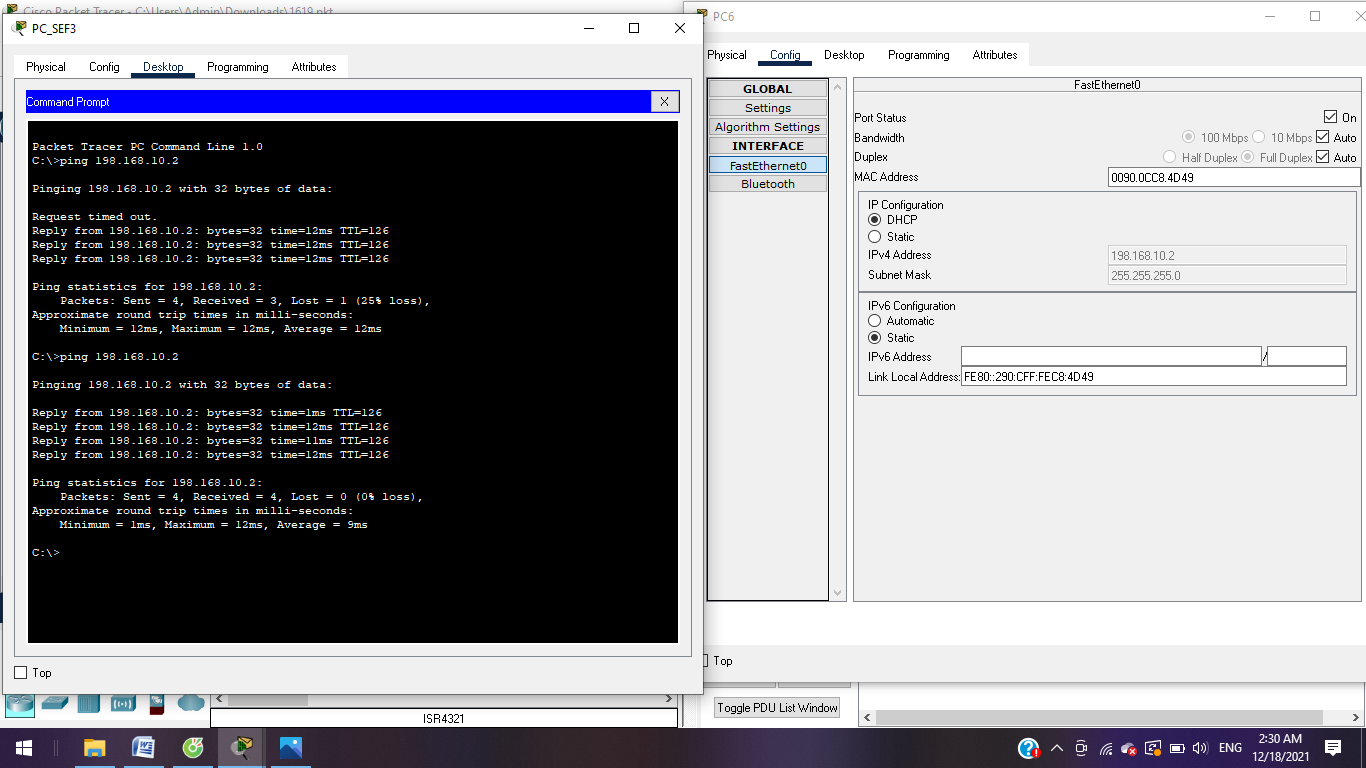 Cisco Packet Tracer - C:\Users\Admin\Downloads\1619.pkt
PC_SEF3
Physical Config Desktop Programming Attributes
Command Prompt
X
Packet Tracer PC Command Line 1.0
C:\>ping 198.168.10.2
Pinging 198.168.10.2 with 32 bytes of data:
Request timed out.
Reply from 198.168.10.2: bytes=32 time=12ms TTL=126
Reply from 198.168.10.2: bytes=32 time=12ms TTL=126
Reply from 198.168.10.2: bytes=32 time=12ms TTL=126
Ping statistics for 198.168.10.2:
Packets: Sent = 4, Received = 3, Lost = 1 (25% loss),
Approximate round trip times in milli-seconds:
Minimum = 12ms, Maximum = 12ms, Average = 12ms
C:\>ping 198.168.10.2
Pinging 198.168.10.2 with 32 bytes of data:
Reply from 198.168.10.2: bytes=32 time=1ms TTL=126
Reply from 198.168.10.2: bytes=32 time=12ms TTL=126
Reply from 198.168.10.2: bytes=32 time=11ms TTL=126
Reply from 198.168.10.2: bytes=32 time=12ms TTL=126
Ping statistics for 198.168.10.2:
Packets: Sent = 4, Received = 4, Lost = 0 (0% loss),
Approximate round trip times in milli-seconds:
Minimum = 1ms, Maximum = 12ms, Average = 9ms
C:\>
Top
ISR4321
PC6
Physical Config Desktop Programming Attributes
GLOBAL
Settings
Algorithm Settings
INTERFACE
FastEthernet0
Bluetooth
FastEthernet0
Port Status On
Bandwidth 100 Mbps 10 Mbps Auto
Duplex Half Duplex Full Duplex Auto
MAC Address 0090.0CC8.4D49
IP Configuration
DHCP
Static
IPv4 Address 198.168.10.2
Subnet Mask 255.255.255.0
IPv6 Configuration
Automatic
Static
IPv6 Address /
Link Local Address: FE80::290:CFF:FEC8:4D49
Top
Toggle PDU List Window
ENG
2:30 AM
12/18/2021